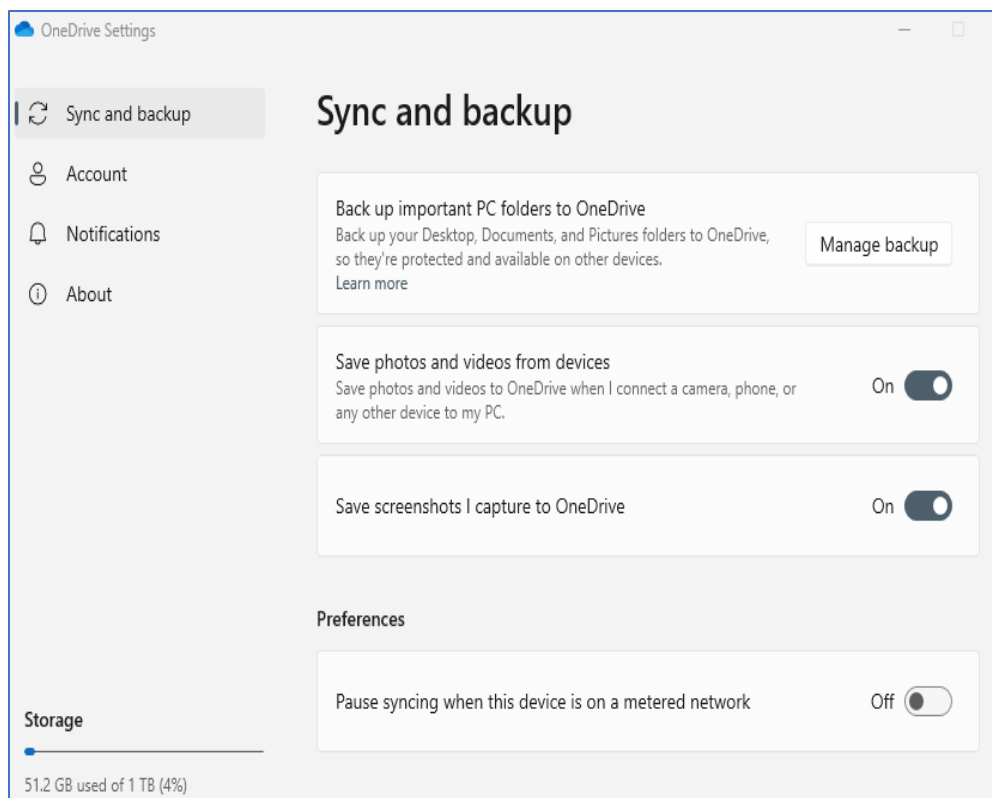 OneDrive Settings
Sync and backup
Account
Notifications
About
Storage
51.2 GB used of 1 TB (4%)
Sync and backup
Back up important PC folders to OneDrive
Back up your Desktop, Documents, and Pictures folders to OneDrive,
so they're protected and available on other devices.
Learn more
Manage backup
Save photos and videos from devices
Save photos and videos to OneDrive when I connect a camera, phone, or
any other device to my PC.
On
Save screenshots I capture to OneDrive
On
Preferences
Pause syncing when this device is on a metered network
Off